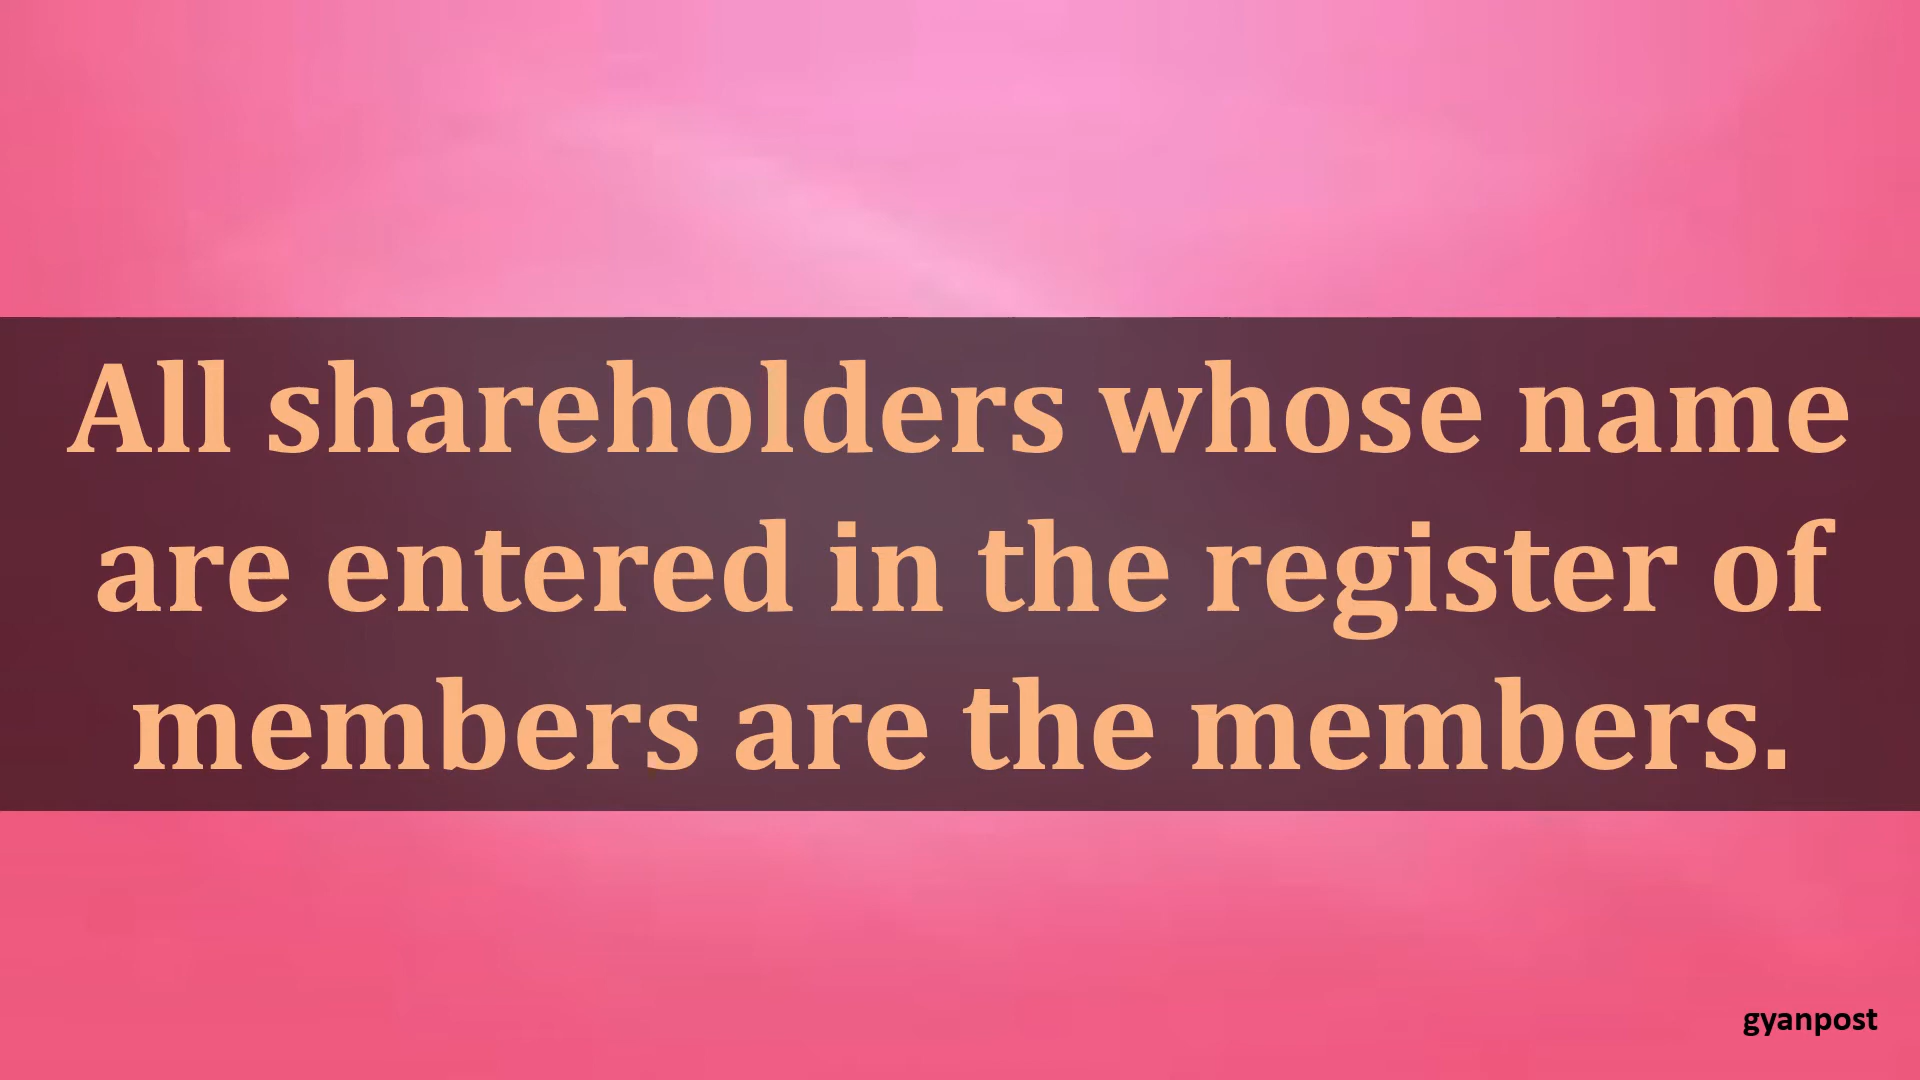 All shareholders whose name
are entered in the register of
members are the members.
gyanpost